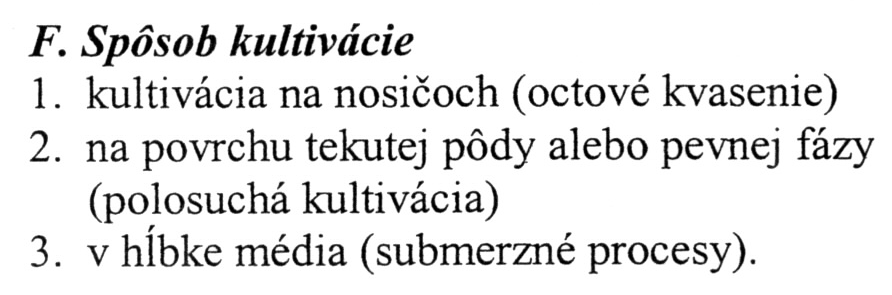 F. Spôsob kultivácie
1. kultivácia na nosičoch (octové kvasenie)
2. na povrchu tekutej pôdy alebo pevnej fázy
(polosuchá kultivácia)
3. v hĺbke média (submerzné procesy).